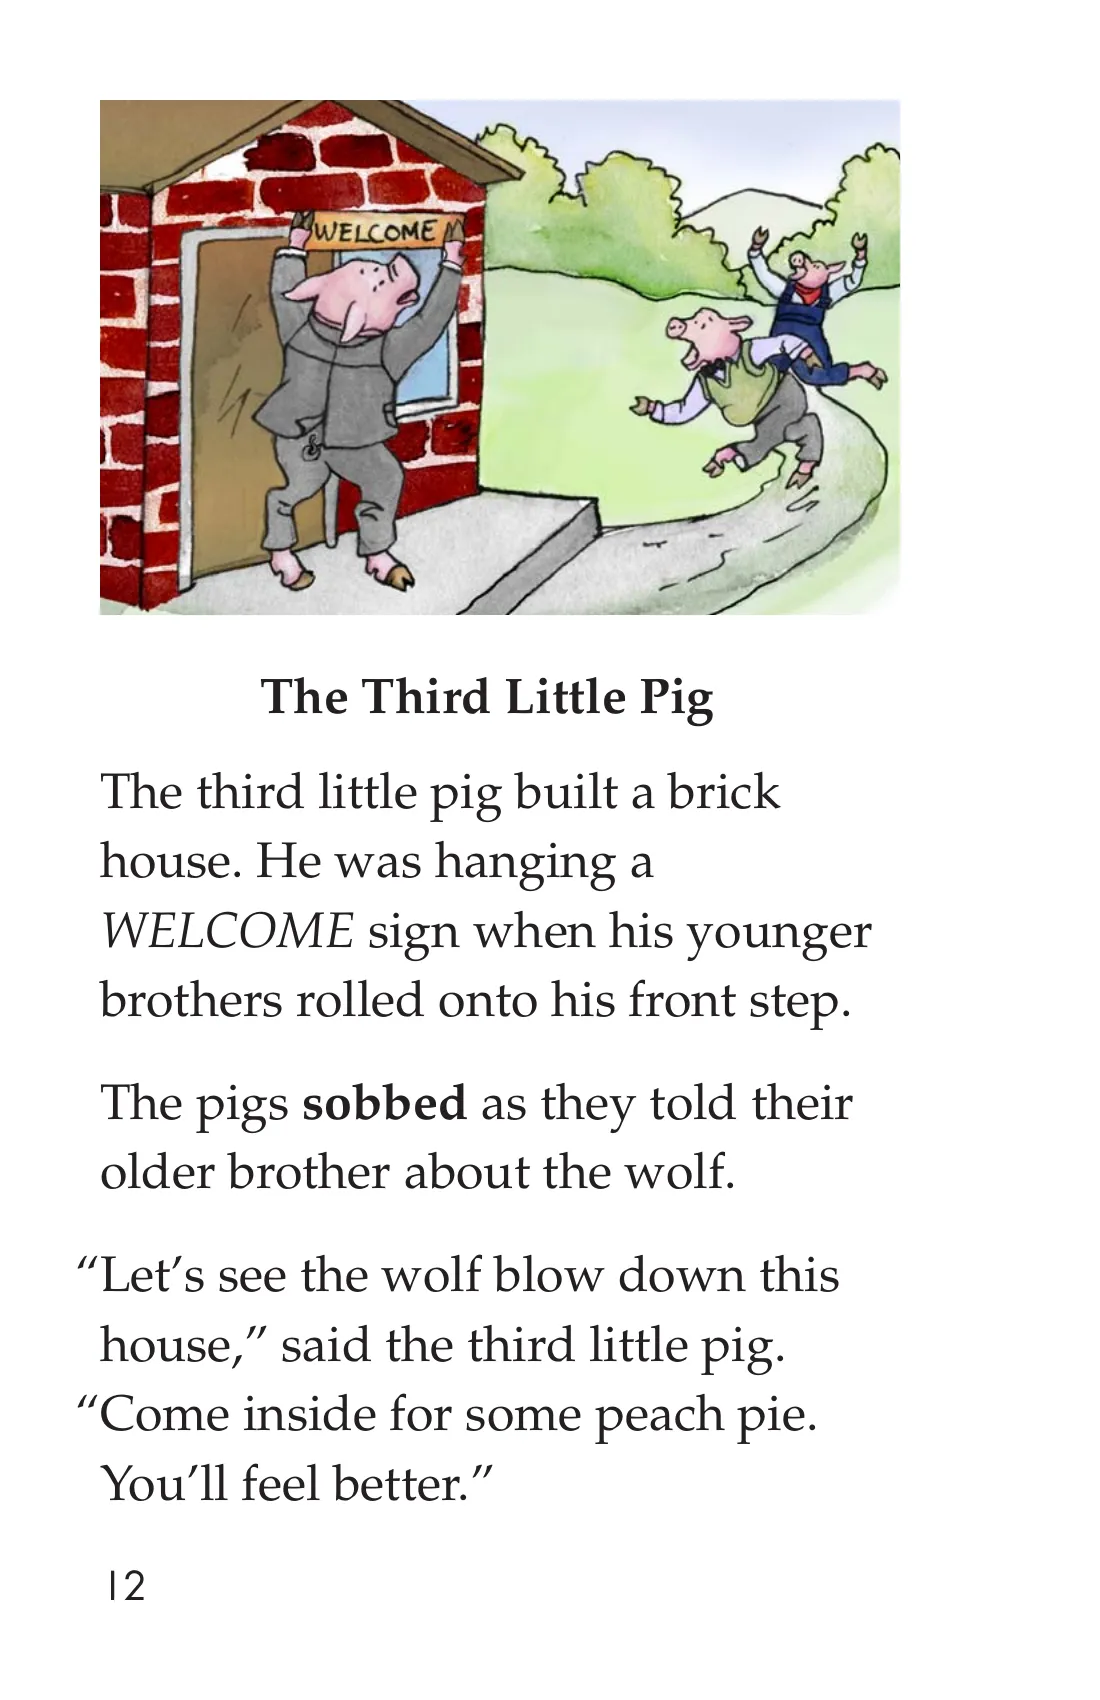 WELCOME
The Third Little Pig
The third little pig built a brick
house. He was hanging a
WELCOME sign when his younger
brothers rolled onto his front step.
The pigs sobbed as they told their
older brother about the wolf.
“Let’s see the wolf blow down this
house,” said the third little pig.
“Come inside for some peach pie.
You’ll feel better.”
12